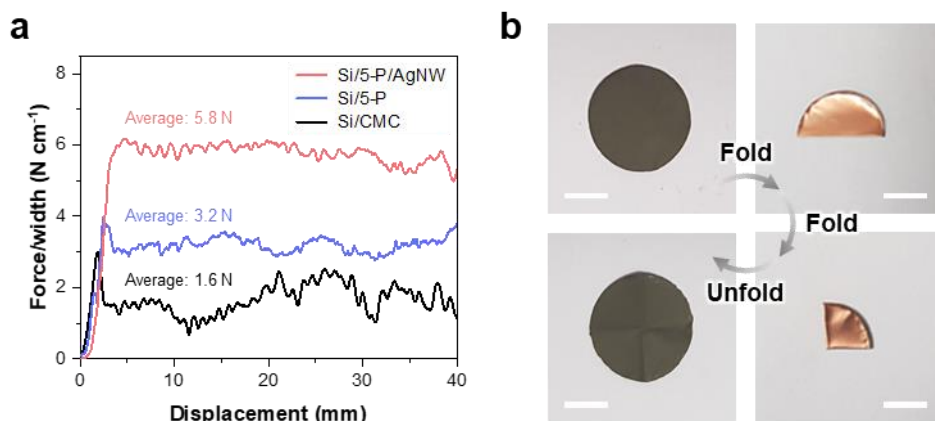 a
Force/width (N cm⁻¹)
8
6
4
2
0
0
10
20
30
40
Displacement (mm)
Si/5-P/AgNW
Si/5-P
Si/CMC
Average: 5.8 N
Average: 3.2 N
Average: 1.6 N
b
Fold
Fold
Unfold